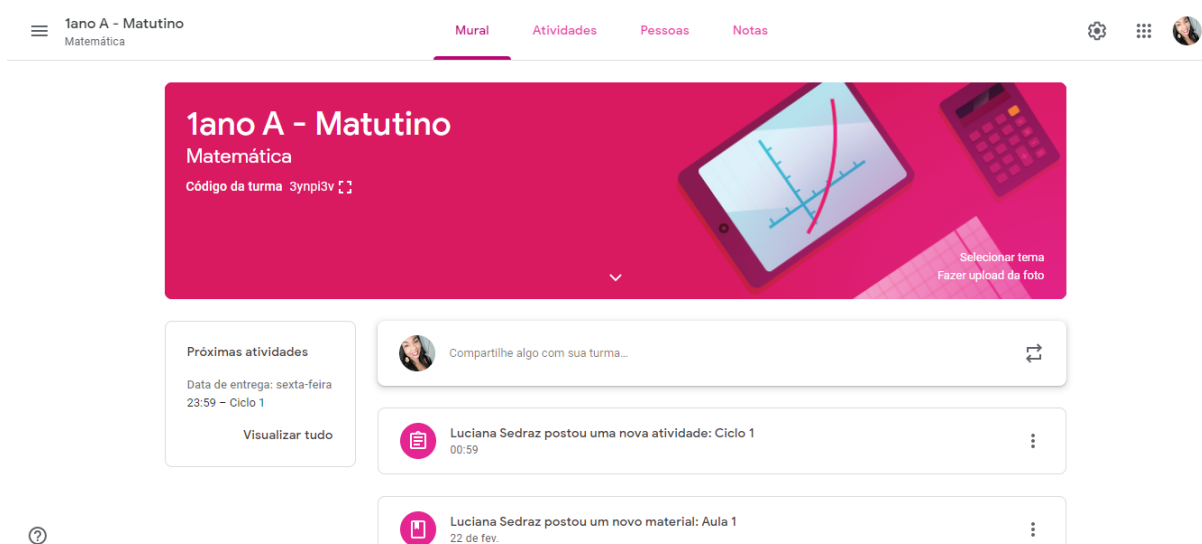 1ano A - Matutino
Matemática
Mural Atividades Pessoas Notas
1ano A - Matutino
Matemática
Código da turma 3ynpi3v
Selecionar tema
Fazer upload da foto
Próximas atividades
Data de entrega: sexta-feira
23:59 – Ciclo 1
Visualizar tudo
Compartilhe algo com sua turma...
Luciana Sedraz postou uma nova atividade: Ciclo 1
00:59
Luciana Sedraz postou um novo material: Aula 1
22 de fev.